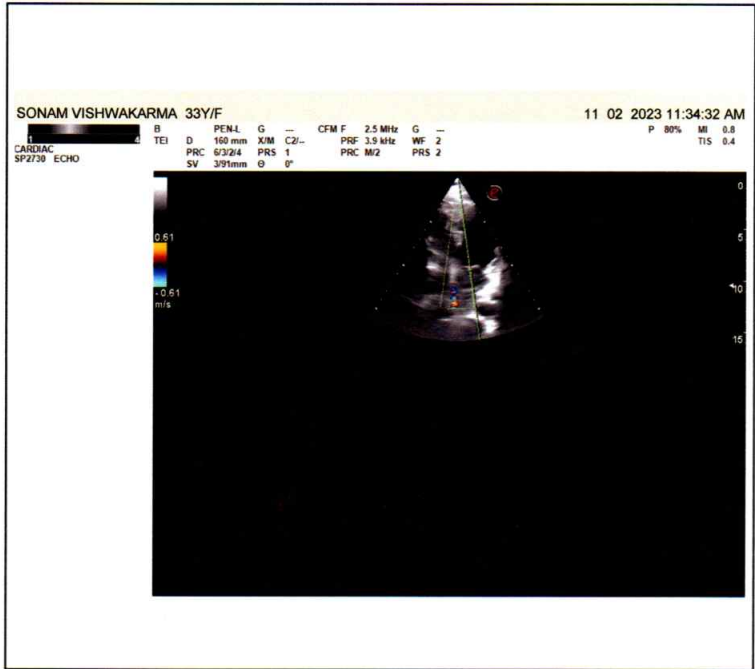 SONAM VISHWAKARMA 33Y/F 11 02 2023 11:34:32 AM
B PEN-L G --- CFM F 2.5 MHz G --- P 80% MI 0.8
1 4 TEI D 160 mm X/M C2/-- PRF 3.9 kHz WF 2 TIS 0.4
CARDIAC PRC 6/3/2/4 PRS 1 PRC M/2 PRS 2
SP2730 ECHO SV 3/91mm Θ 0°
0
0.61
5
-0.61
m/s
10
15